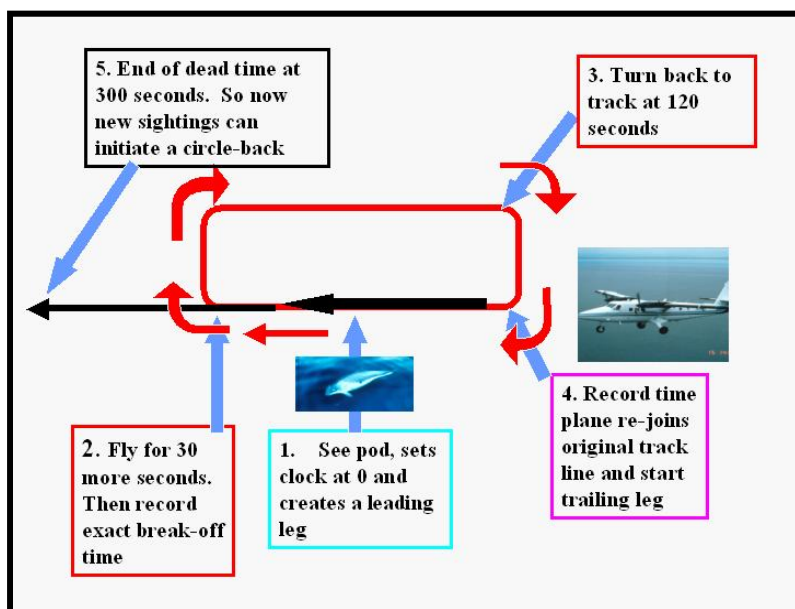 5. End of dead time at
300 seconds.  So now
new sightings can
initiate a circle-back
3. Turn back to
track at 120
seconds
4. Record time
plane re-joins
original track
line and start
trailing leg
1.    See pod, sets
clock at 0 and
creates a leading
leg
2. Fly for 30
more seconds.
Then record
exact break-off
time